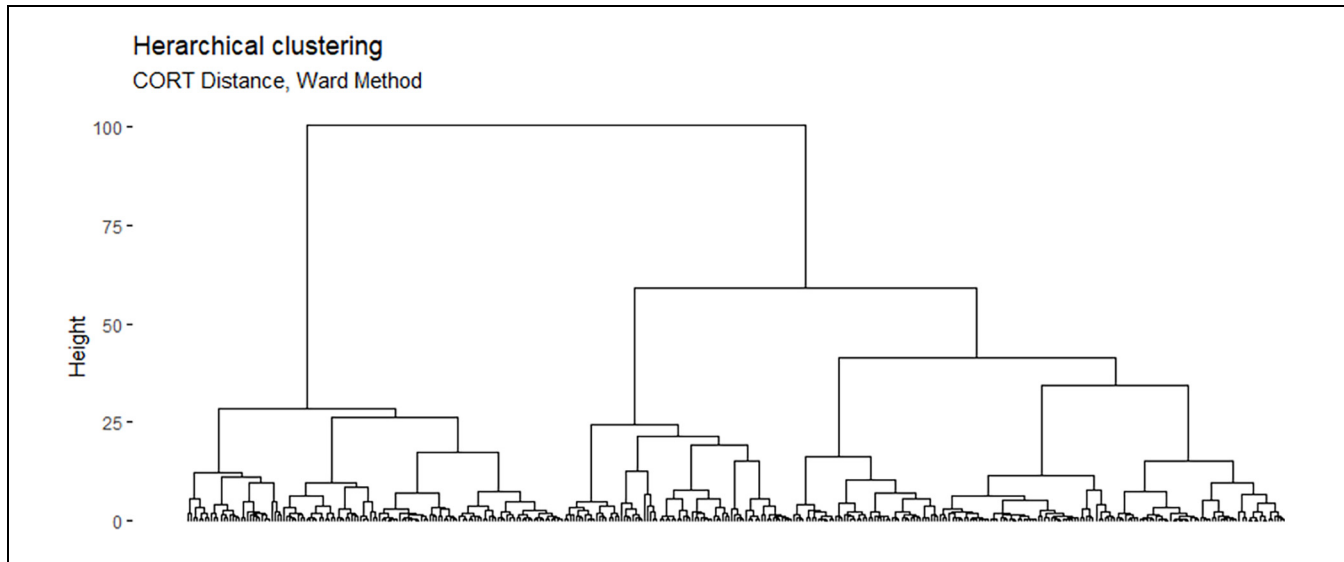 Herarchical clustering
CORT Distance, Ward Method
100
75
50
25
0
Height